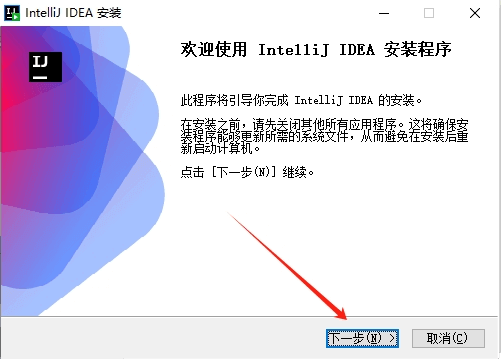 IntelliJ IDEA 安装
IJ
欢迎使用 IntelliJ IDEA 安装程序
此程序将引导你完成 IntelliJ IDEA 的安装。
在安装之前，请先关闭其他所有应用程序。这将确保安
装程序能够更新所需的系统文件，从而避免在安装后重
新启动计算机。
点击 [下一步(N)] 继续。
下一步(N) >
取消(C)